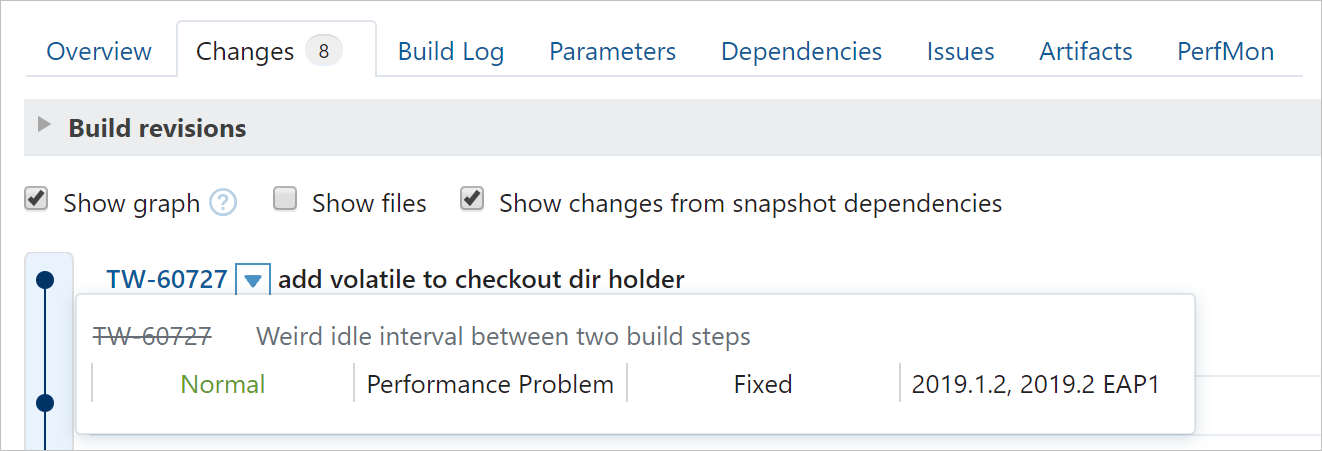 Overview Changes 8 Build Log Parameters Dependencies Issues Artifacts PerfMon
Build revisions
Show graph ? Show files Show changes from snapshot dependencies
TW-60727 add volatile to checkout dir holder
TW-60727 Weird idle interval between two build steps
Normal Performance Problem Fixed 2019.1.2, 2019.2 EAP1